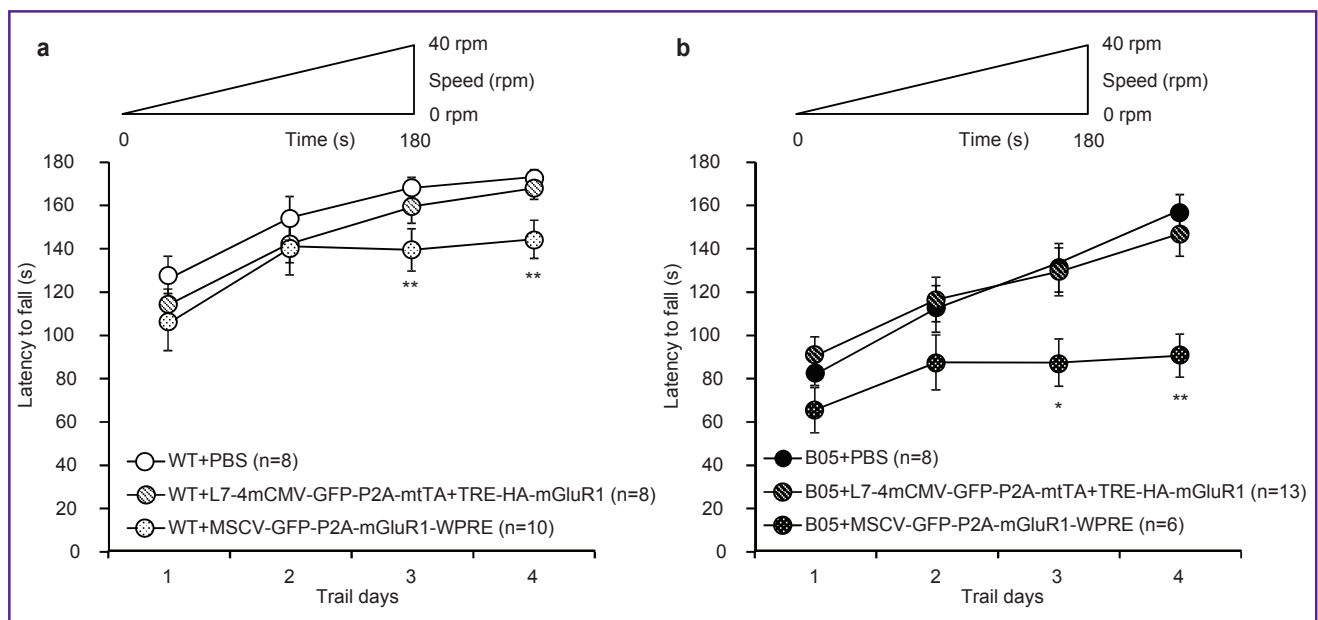 a
40 rpm
Speed (rpm)
0 rpm
0
Time (s)
180
Latency to fall (s)
180
160
140
120
100
80
60
40
20
0
**
**
WT+PBS (n=8)
WT+L7-4mCMV-GFP-P2A-mtTA+TRE-HA-mGluR1 (n=8)
WT+MSCV-GFP-P2A-mGluR1-WPRE (n=10)
1 2 3 4
Trail days
b
40 rpm
Speed (rpm)
0 rpm
0
Time (s)
180
Latency to fall (s)
180
160
140
120
100
80
60
40
20
0
*
**
B05+PBS (n=8)
B05+L7-4mCMV-GFP-P2A-mtTA+TRE-HA-mGluR1 (n=13)
B05+MSCV-GFP-P2A-mGluR1-WPRE (n=6)
1 2 3 4
Trail days